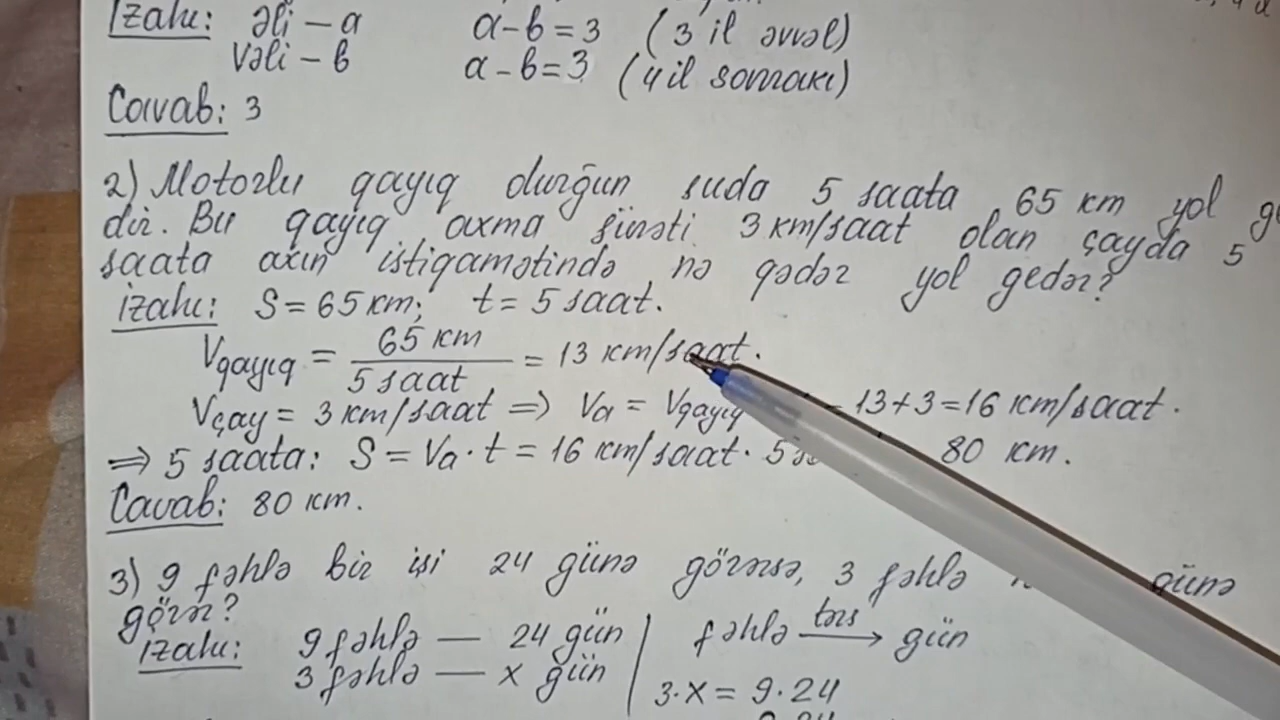 İzahı: Əli – a a-b=3 (3 il əvvəl)
Vəli – b a-b=3 (4 il sonrakı)
Cavab: 3
2) Motorlu qayıq durğun suda 5 saata 65 km yol
dir. Bu qayıq axma sürəti 3 km/saat olan çayda 5
saata axın istiqamətində nə qədər yol gedər?
İzahı: S=65 km; t=5 saat.
Vqayıq = 65 km / 5 saat = 13 km/saat.
Vçay = 3 km/saat ⇒ Va = Vqayıq 13+3=16 km/saat.
⇒ 5 saata: S=Va·t=16 km/saat·5 80 km.
Cavab: 80 km.
3) 9 fəhlə bir işi 24 günə görərsə, 3 fəhlə günə
görər?
İzahı: 9 fəhlə — 24 gün | fəhlə tərs → gün
3 fəhlə — x gün | 3·x=9·24